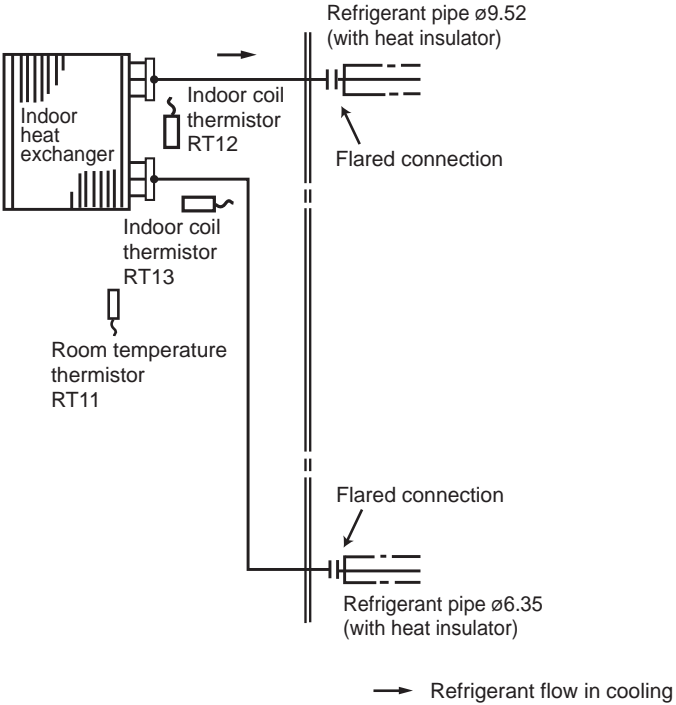 Refrigerant pipe ø9.52
(with heat insulator)
Indoor coil
thermistor
RT12
Indoor
heat
exchanger
Flared connection
Indoor coil
thermistor
RT13
Room temperature
thermistor
RT11
Flared connection
Refrigerant pipe ø6.35
(with heat insulator)
Refrigerant flow in cooling